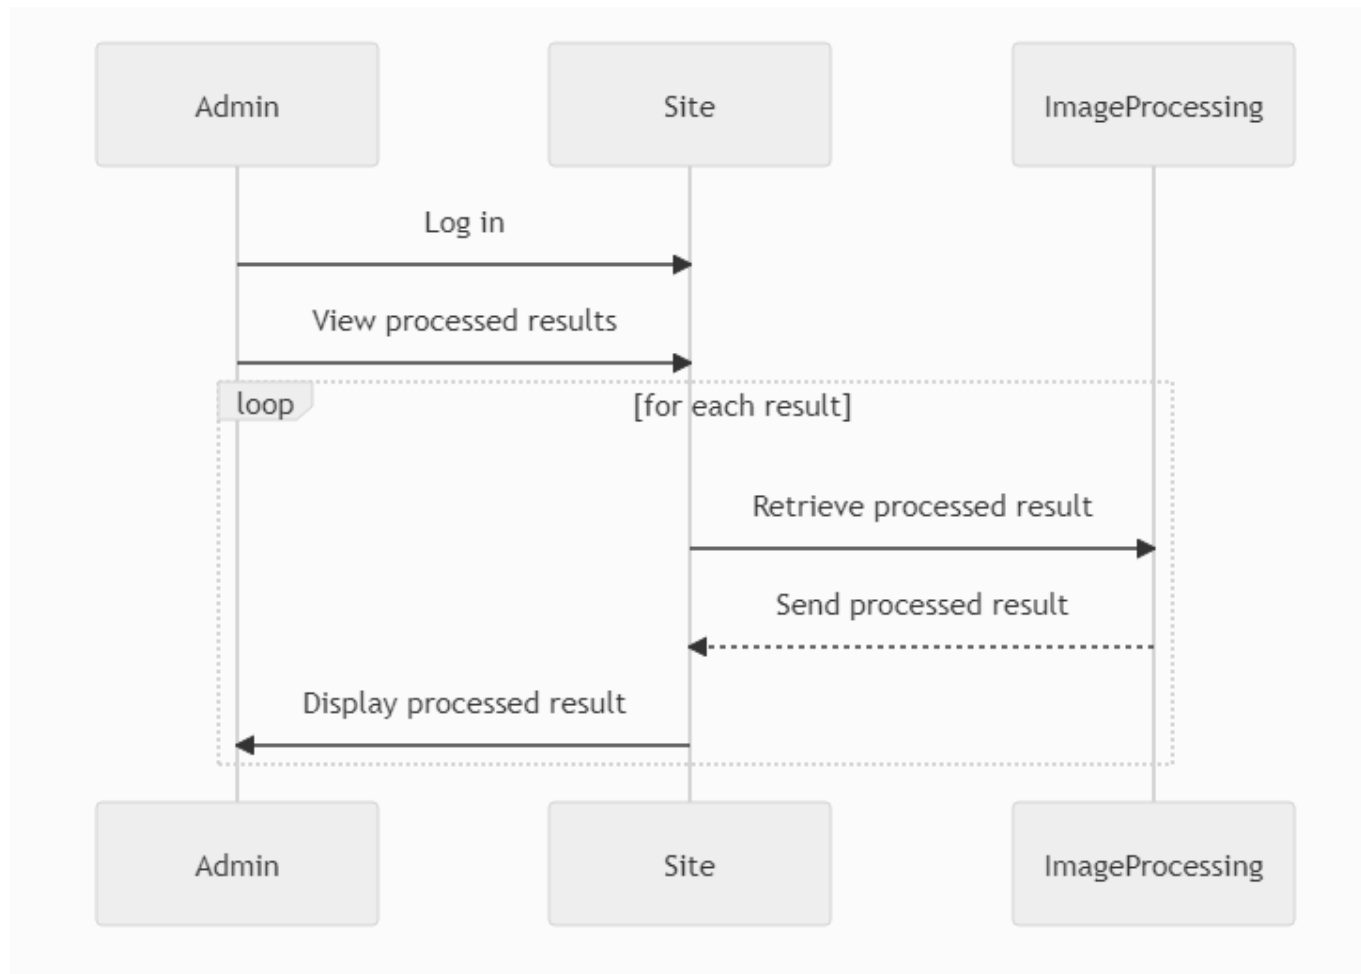 Admin
Site
ImageProcessing
Log in
View processed results
loop
[for each result]
Retrieve processed result
Send processed result
Display processed result
Admin
Site
ImageProcessing